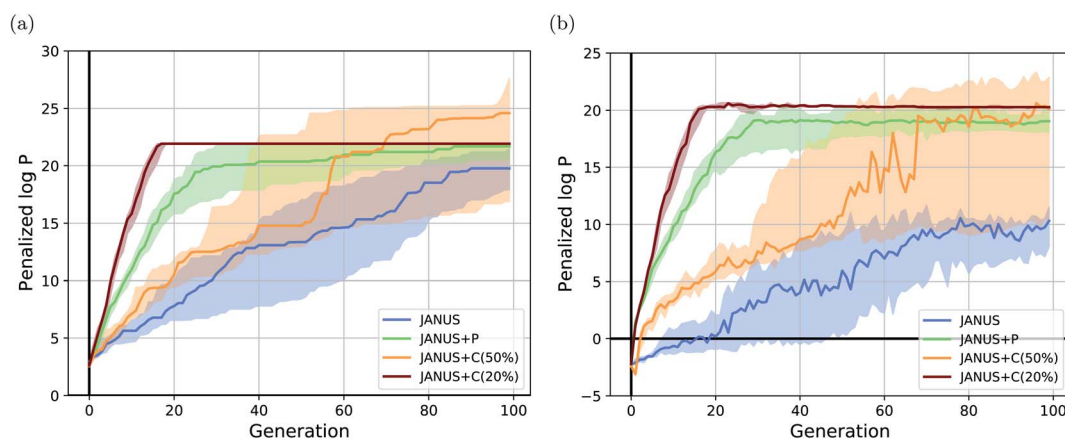 (a)
30
25
20
15
10
5
0
0 20 40 60 80 100
Penalized log P
Generation
JANUS
JANUS+P
JANUS+C(50%)
JANUS+C(20%)
(b)
25
20
15
10
5
0
−5
0 20 40 60 80 100
Penalized log P
Generation
JANUS
JANUS+P
JANUS+C(50%)
JANUS+C(20%)